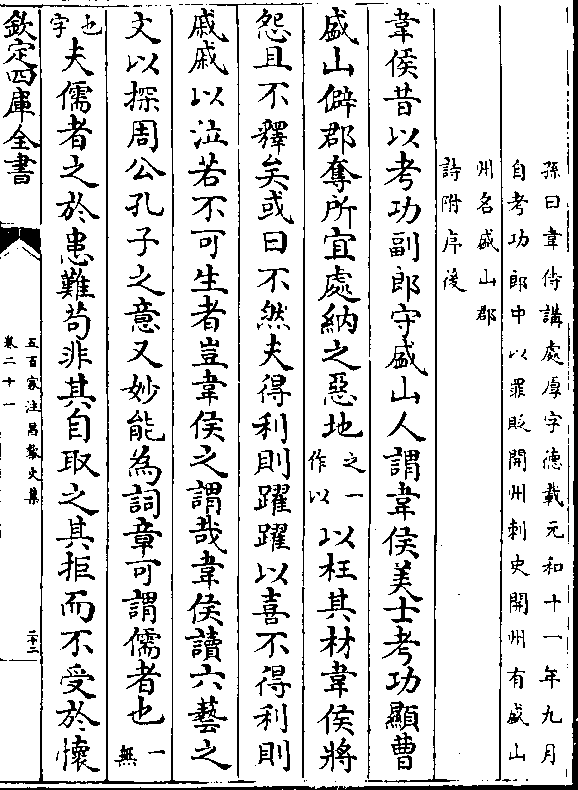 孫曰韋侍講處厚字德載元和十一年九月
自考功郎中以罪貶開州刺史開州有盛山
州名盛山郡
詩附序後
韋侯昔以考功副郎守盛山人謂韋侯美士考功顯曹
盛山僻郡奪所宜處納之惡地之一作以以枉其材韋侯將
怨且不釋矣或曰不然夫得利則躍躍以喜不得利則
戚戚以泣若不可生者豈韋侯之謂哉韋侯讀六藝之
文以探周公孔子之意又妙能為詞章可謂儒者也一無
也字夫儒者之於患難苟非其自取之其拒而不受於懷
欽定四庫全書
五百家注昌黎文集
卷二十一
二十二